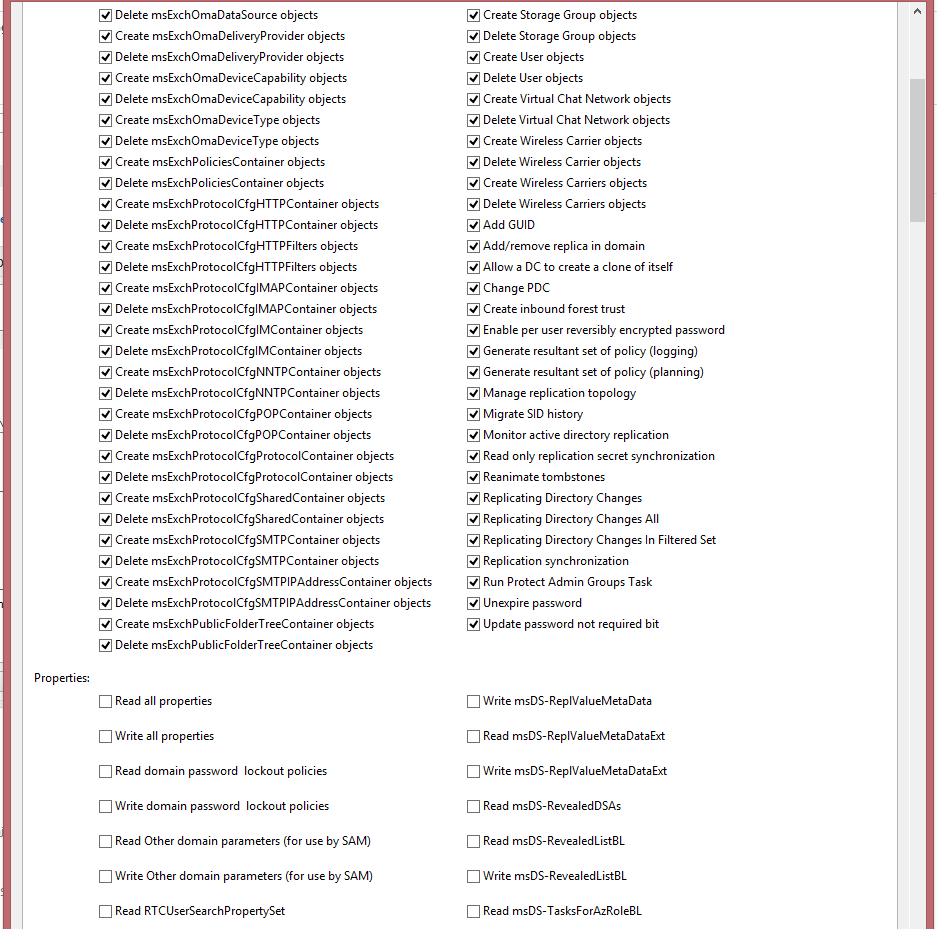 Delete msExchOmaDataSource objects
Create msExchOmaDeliveryProvider objects
Delete msExchOmaDeliveryProvider objects
Create msExchOmaDeviceCapability objects
Delete msExchOmaDeviceCapability objects
Create msExchOmaDeviceType objects
Delete msExchOmaDeviceType objects
Create msExchPoliciesContainer objects
Delete msExchPoliciesContainer objects
Create msExchProtocolCfgHTTPContainer objects
Delete msExchProtocolCfgHTTPContainer objects
Create msExchProtocolCfgHTTPFilters objects
Delete msExchProtocolCfgHTTPFilters objects
Create msExchProtocolCfgIMAPContainer objects
Delete msExchProtocolCfgIMAPContainer objects
Create msExchProtocolCfgIMContainer objects
Delete msExchProtocolCfgIMContainer objects
Create msExchProtocolCfgNNTPContainer objects
Delete msExchProtocolCfgNNTPContainer objects
Create msExchProtocolCfgPOPContainer objects
Delete msExchProtocolCfgPOPContainer objects
Create msExchProtocolCfgProtocolContainer objects
Delete msExchProtocolCfgProtocolContainer objects
Create msExchProtocolCfgSharedContainer objects
Delete msExchProtocolCfgSharedContainer objects
Create msExchProtocolCfgSMTPContainer objects
Delete msExchProtocolCfgSMTPContainer objects
Create msExchProtocolCfgSMTPIPAddressContainer objects
Delete msExchProtocolCfgSMTPIPAddressContainer objects
Create msExchPublicFolderTreeContainer objects
Delete msExchPublicFolderTreeContainer objects
Create Storage Group objects
Delete Storage Group objects
Create User objects
Delete User objects
Create Virtual Chat Network objects
Delete Virtual Chat Network objects
Create Wireless Carrier objects
Delete Wireless Carrier objects
Create Wireless Carriers objects
Delete Wireless Carriers objects
Add GUID
Add/remove replica in domain
Allow a DC to create a clone of itself
Change PDC
Create inbound forest trust
Enable per user reversibly encrypted password
Generate resultant set of policy (logging)
Generate resultant set of policy (planning)
Manage replication topology
Migrate SID history
Monitor active directory replication
Read only replication secret synchronization
Reanimate tombstones
Replicating Directory Changes
Replicating Directory Changes All
Replicating Directory Changes In Filtered Set
Replication synchronization
Run Protect Admin Groups Task
Unexpire password
Update password not required bit
Properties:
Read all properties
Write all properties
Read domain password  lockout policies
Write domain password  lockout policies
Read Other domain parameters (for use by SAM)
Write Other domain parameters (for use by SAM)
Read RTCUserSearchPropertySet
Write msDS-ReplValueMetaData
Read msDS-ReplValueMetaDataExt
Write msDS-ReplValueMetaDataExt
Read msDS-RevealedDSAs
Read msDS-RevealedListBL
Write msDS-RevealedListBL
Read msDS-TasksForAzRoleBL